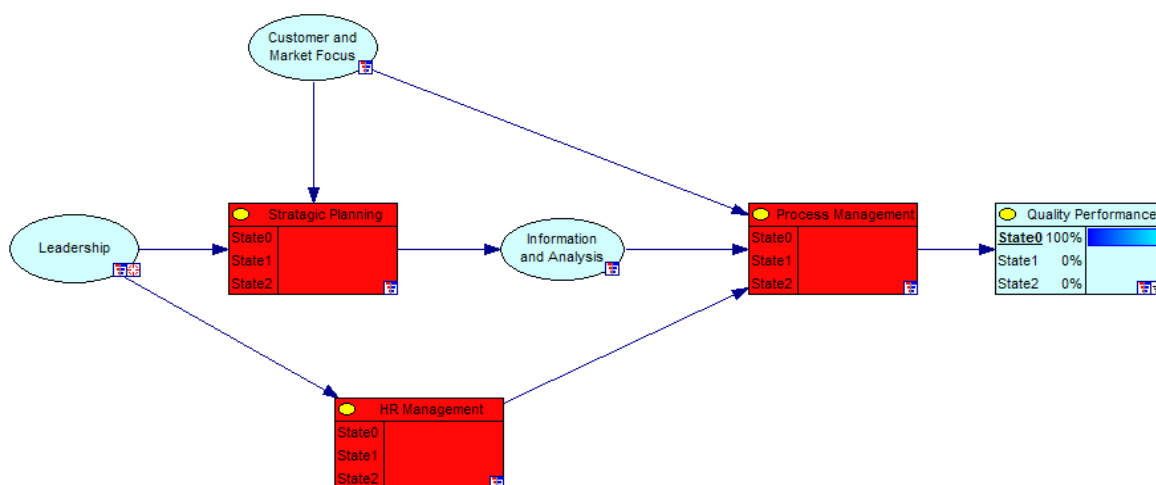 Customer and
Market Focus
Stratagic Planning
State0
State1
State2
Leadership
Information
and Analysis
Process Management
State0
State1
State2
Quality Performance
State0 100%
State1 0%
State2 0%
HR Management
State0
State1
State2